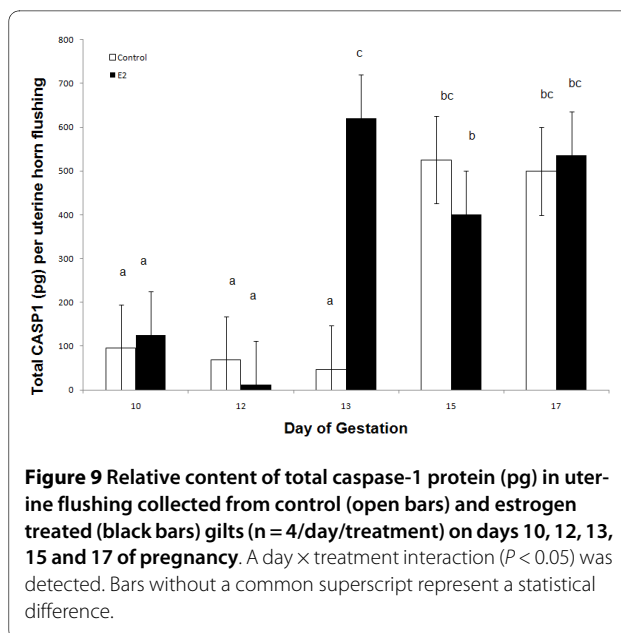 Total CASP1 (pg) per uterine horn flushing
800
700
600
500
400
300
200
100
0
Control
E2
a
a
a
a
a
c
bc
b
bc
bc
10
12
13
15
17
Day of Gestation
Figure 9 Relative content of total caspase-1 protein (pg) in uter-
ine flushing collected from control (open bars) and estrogen
treated (black bars) gilts (n = 4/day/treatment) on days 10, 12, 13,
15 and 17 of pregnancy. A day × treatment interaction (P < 0.05) was
detected. Bars without a common superscript represent a statistical
difference.